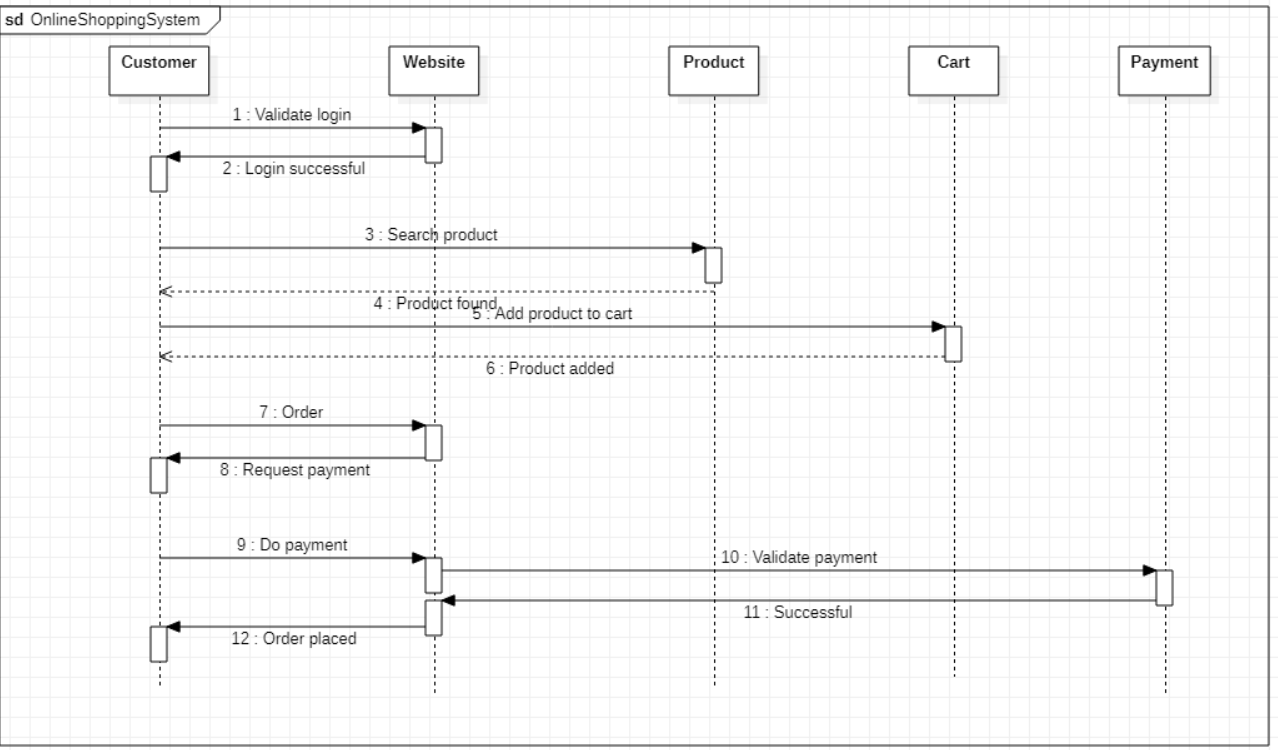 sd OnlineShoppingSystem
Customer
Website
Product
Cart
Payment
1 : Validate login
2 : Login successful
3 : Search product
4 : Product found
5 : Add product to cart
6 : Product added
7 : Order
8 : Request payment
9 : Do payment
10 : Validate payment
11 : Successful
12 : Order placed